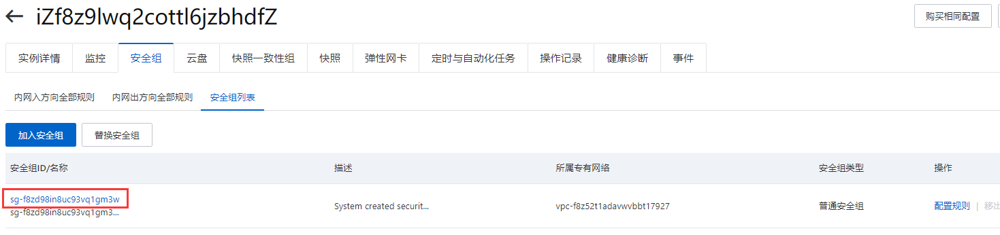 iZf8z9lwq2cottl6jzbhdfZ
购买相同配置
实例详情 监控 安全组 云盘 快照一致性组 快照 弹性网卡 定时与自动化任务 操作记录 健康诊断 事件
内网入方向全部规则 内网出方向全部规则 安全组列表
加入安全组 替换安全组
安全组ID/名称 描述 所属专有网络 安全组类型 操作
sg-f8zd98in8uc93vq1gm3w
sg-f8zd98in8uc93vq1gm3...
System created securit... vpc-f8z52t1adavwvbbt17927 普通安全组 配置规则 | 移出